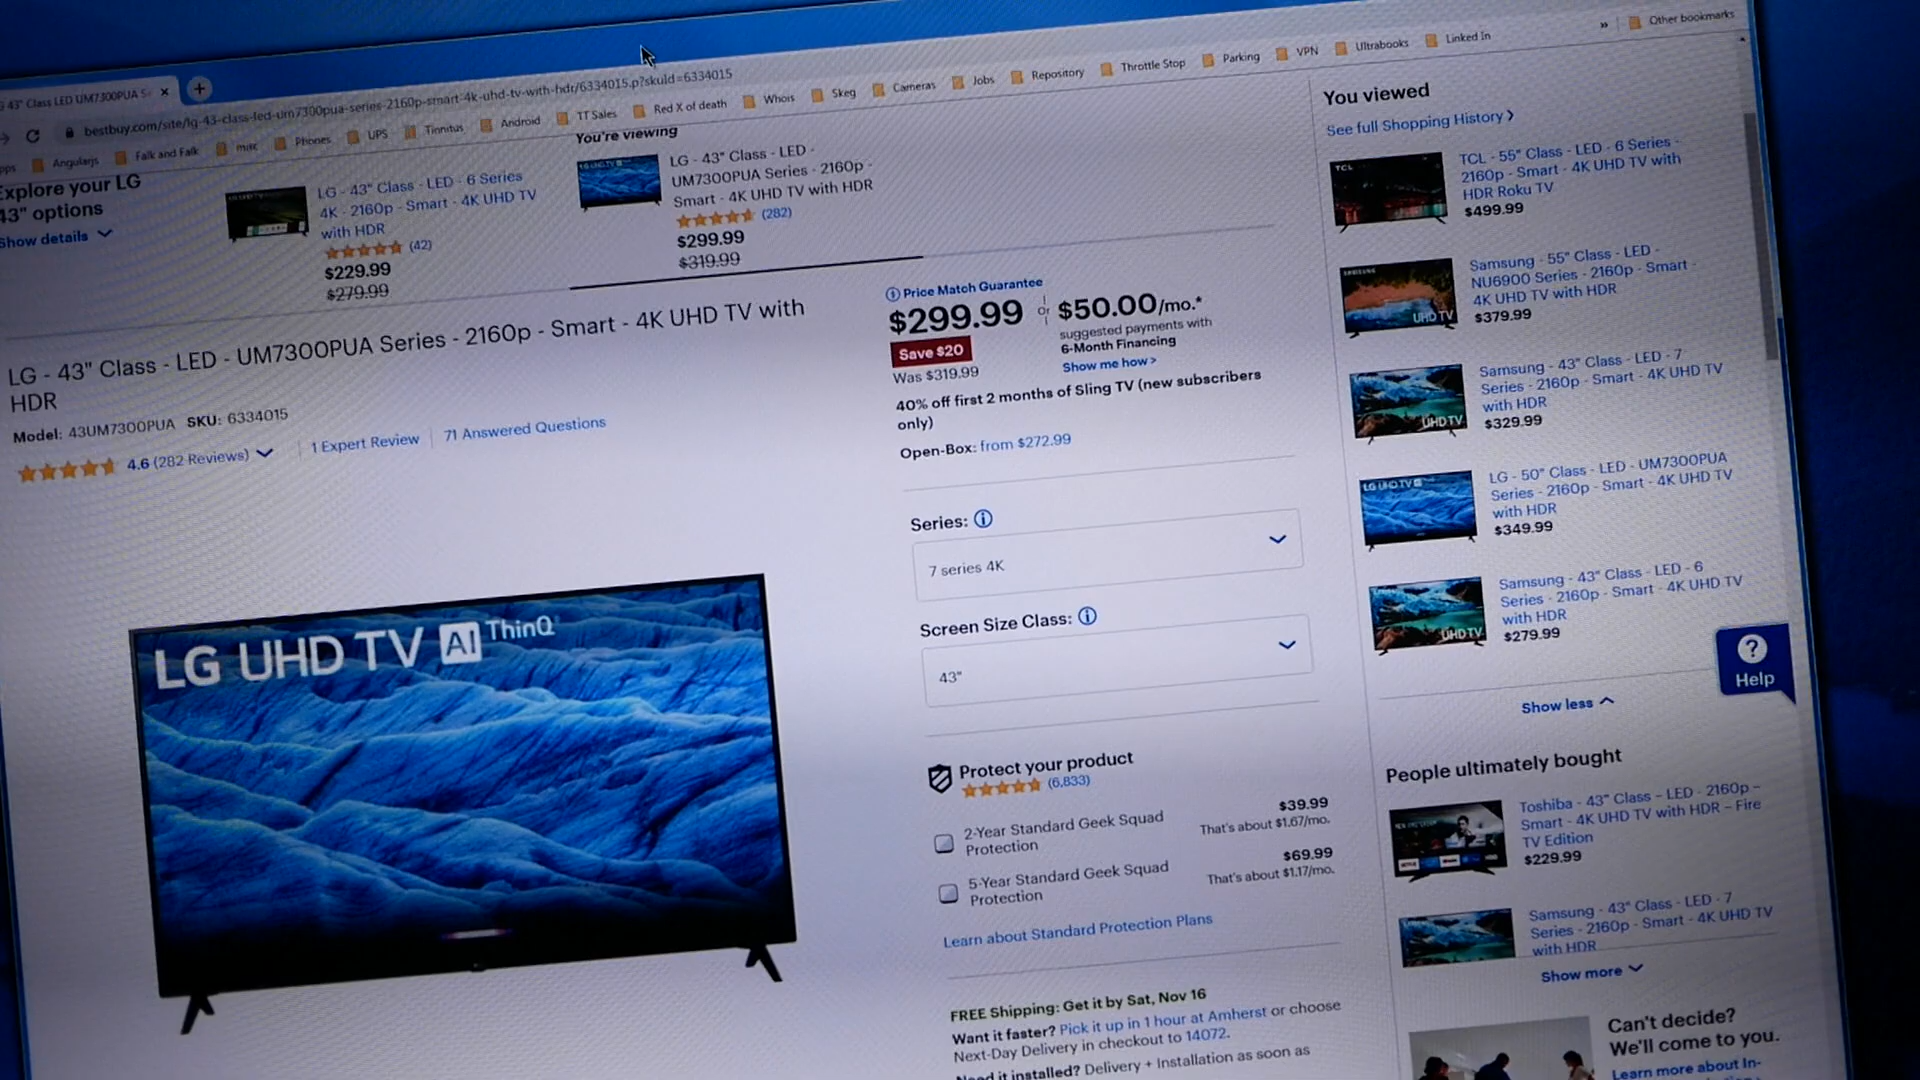 43" Class LED UM7300PUA S
bestbuy.com/site/lg-43-class-led-um7300pua-series-2160p-smart-4k-uhd-tv-with-hdr/6334015.p?skuId=6334015
Angularjs
Falk and Falk
misc
Phones
UPS
Tinnitus
Android
TT Sales
Red X of death
Whois
Skeg
Cameras
Jobs
Repository
Throttle Stop
Parking
VPN
Ultrabooks
Linked In
»
Other bookmarks
Explore your LG
43" options
Show details
LG - 43" Class - LED - 6 Series
4K - 2160p - Smart - 4K UHD TV
with HDR
(42)
$229.99
$279.99
You're viewing
LG - 43" Class - LED -
UM7300PUA Series - 2160p -
Smart - 4K UHD TV with HDR
(282)
$299.99
$319.99
LG - 43" Class - LED - UM7300PUA Series - 2160p - Smart - 4K UHD TV with
HDR
Model: 43UM7300PUA SKU: 6334015
4.6 (282 Reviews)
1 Expert Review
71 Answered Questions
LG UHD TV AI ThinQ
Price Match Guarantee
$299.99
Or
$50.00/mo.*
suggested payments with
6-Month Financing
Show me how >
Save $20
Was $319.99
40% off first 2 months of Sling TV (new subscribers
only)
Open-Box: from $272.99
Series:
7 series 4K
Screen Size Class:
43"
Protect your product
(6,833)
2-Year Standard Geek Squad
Protection
$39.99
That's about $1.67/mo.
5-Year Standard Geek Squad
Protection
$69.99
That's about $1.17/mo.
Learn about Standard Protection Plans
FREE Shipping: Get it by Sat, Nov 16
Want it faster? Pick it up in 1 hour at Amherst or choose
Next-Day Delivery in checkout to 14072.
Need it installed? Delivery + Installation as soon as
You viewed
See full Shopping History
TCL
TCL - 55" Class - LED - 6 Series -
2160p - Smart - 4K UHD TV with
HDR Roku TV
$499.99
SAMSUNG
UHD TV
Samsung - 55" Class - LED -
NU6900 Series - 2160p - Smart -
4K UHD TV with HDR
$379.99
UHD TV
Samsung - 43" Class - LED - 7
Series - 2160p - Smart - 4K UHD TV
with HDR
$329.99
LG UHD TV
LG - 50" Class - LED - UM7300PUA
Series - 2160p - Smart - 4K UHD TV
with HDR
$349.99
UHD TV
Samsung - 43" Class - LED - 6
Series - 2160p - Smart - 4K UHD TV
with HDR
$279.99
?
Help
Show less
People ultimately bought
Toshiba - 43" Class – LED - 2160p –
Smart - 4K UHD TV with HDR – Fire
TV Edition
$229.99
Samsung - 43" Class - LED - 7
Series - 2160p - Smart - 4K UHD TV
with HDR
Show more
Can't decide?
We'll come to you.
Learn more about In-